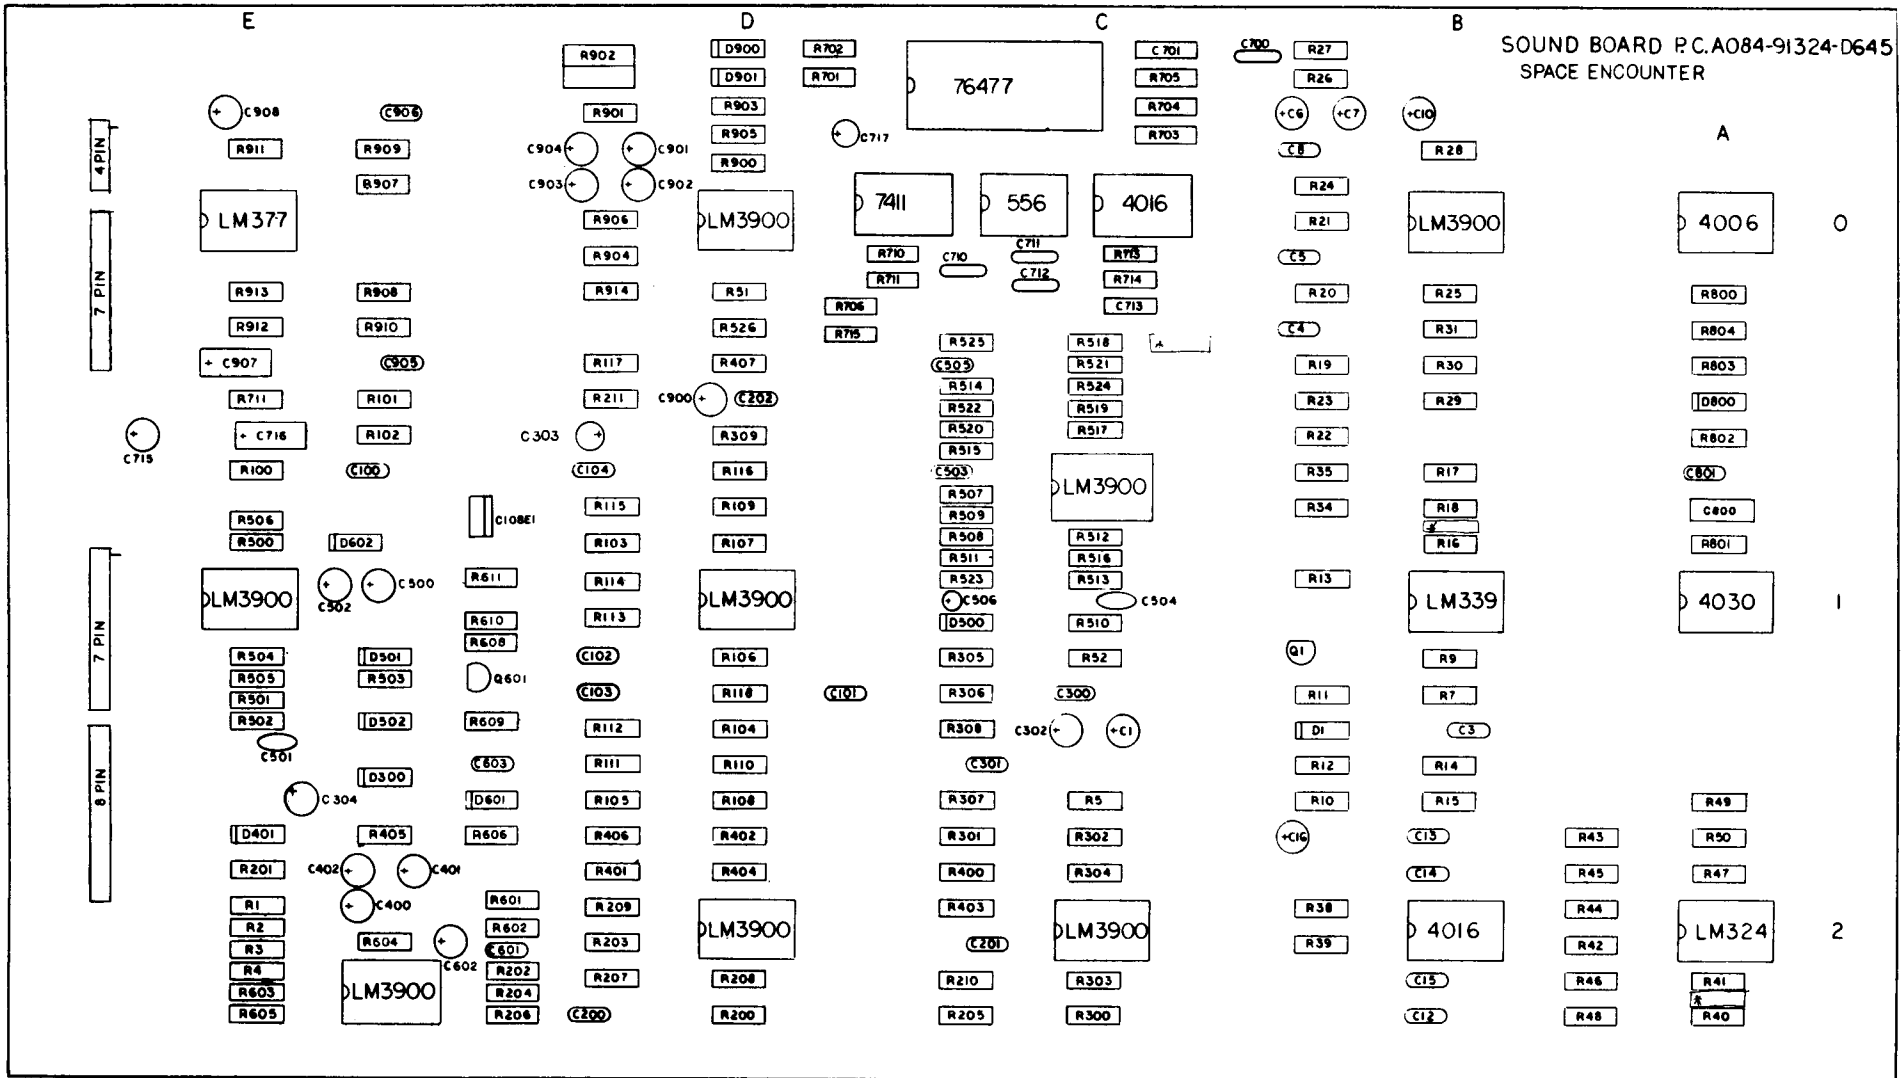 E D C B
SOUND BOARD P.C.A084-91324-D645
SPACE ENCOUNTER
R902 D900 R702 C701 C700 R27
D901 R701 76477 R705 R26
C908 C906 R901 R903 R704 +C6 +C7 +C10
4 PIN R905 C717 R703 A
R911 R909 C904 C901 C8 R28
R900
R907 C903 C902 7411 556 4016 R24
LM377 R906 LM3900 R21 LM3900 4006 0
R904 R710 C710 C711 R713 C5
R711 C712 R714
7 PIN R913 R908 R914 R51 R20 R25 R800
R706 C713
R912 R910 R526 R715 C4 R31 R804
R525 R518 *
+ C907 C905 R117 R407 C505 R521 R19 R30 R803
R514 R524
R711 R101 R211 C900 C202 R522 R519 R23 R29 D800
C715 + C716 R102 C303 R309 R520 R517 R22 R802
R515
R100 C100 C104 R116 C503 LM3900 R35 R17 C801
R507
C108E1 R115 R109 R509 R34 R18 C800
R506 *
R500 D602 R103 R107 R508 R512 R16 R801
R511 R516
LM3900 C502 C500 R611 R114 LM3900 R523 R513 R13 LM339 4030 1
C506 C504
R610 R113 D500 R510
R608
7 PIN R504 D501 C102 R106 R305 R52 Q1 R9
R505 R503 Q601
R501 C103 R118 C101 R306 C300 R11 R7
R502 D502 R609 R112 R104 R308 C302 +C1 D1 C3
C501
8 PIN D300 C603 R111 R110 C301 R12 R14
C304 D601 R105 R108 R307 R5 R10 R15 R49
D401 R405 R606 R406 R402 R301 R302 +C16 C13 R43 R50
R201 C402 C401 R401 R404 R400 R304 C14 R45 R47
R1 C400 R601 R209 R403 R38 R44
R2 R602 LM3900 LM3900 4016 LM324 2
R3 R604 C602 C601 R203 C201 R39 R42
R4 R202
R603 LM3900 R204 R207 R208 R210 R303 C15 R46 R41
*
R605 R206 C200 R200 R205 R300 C12 R48 R40